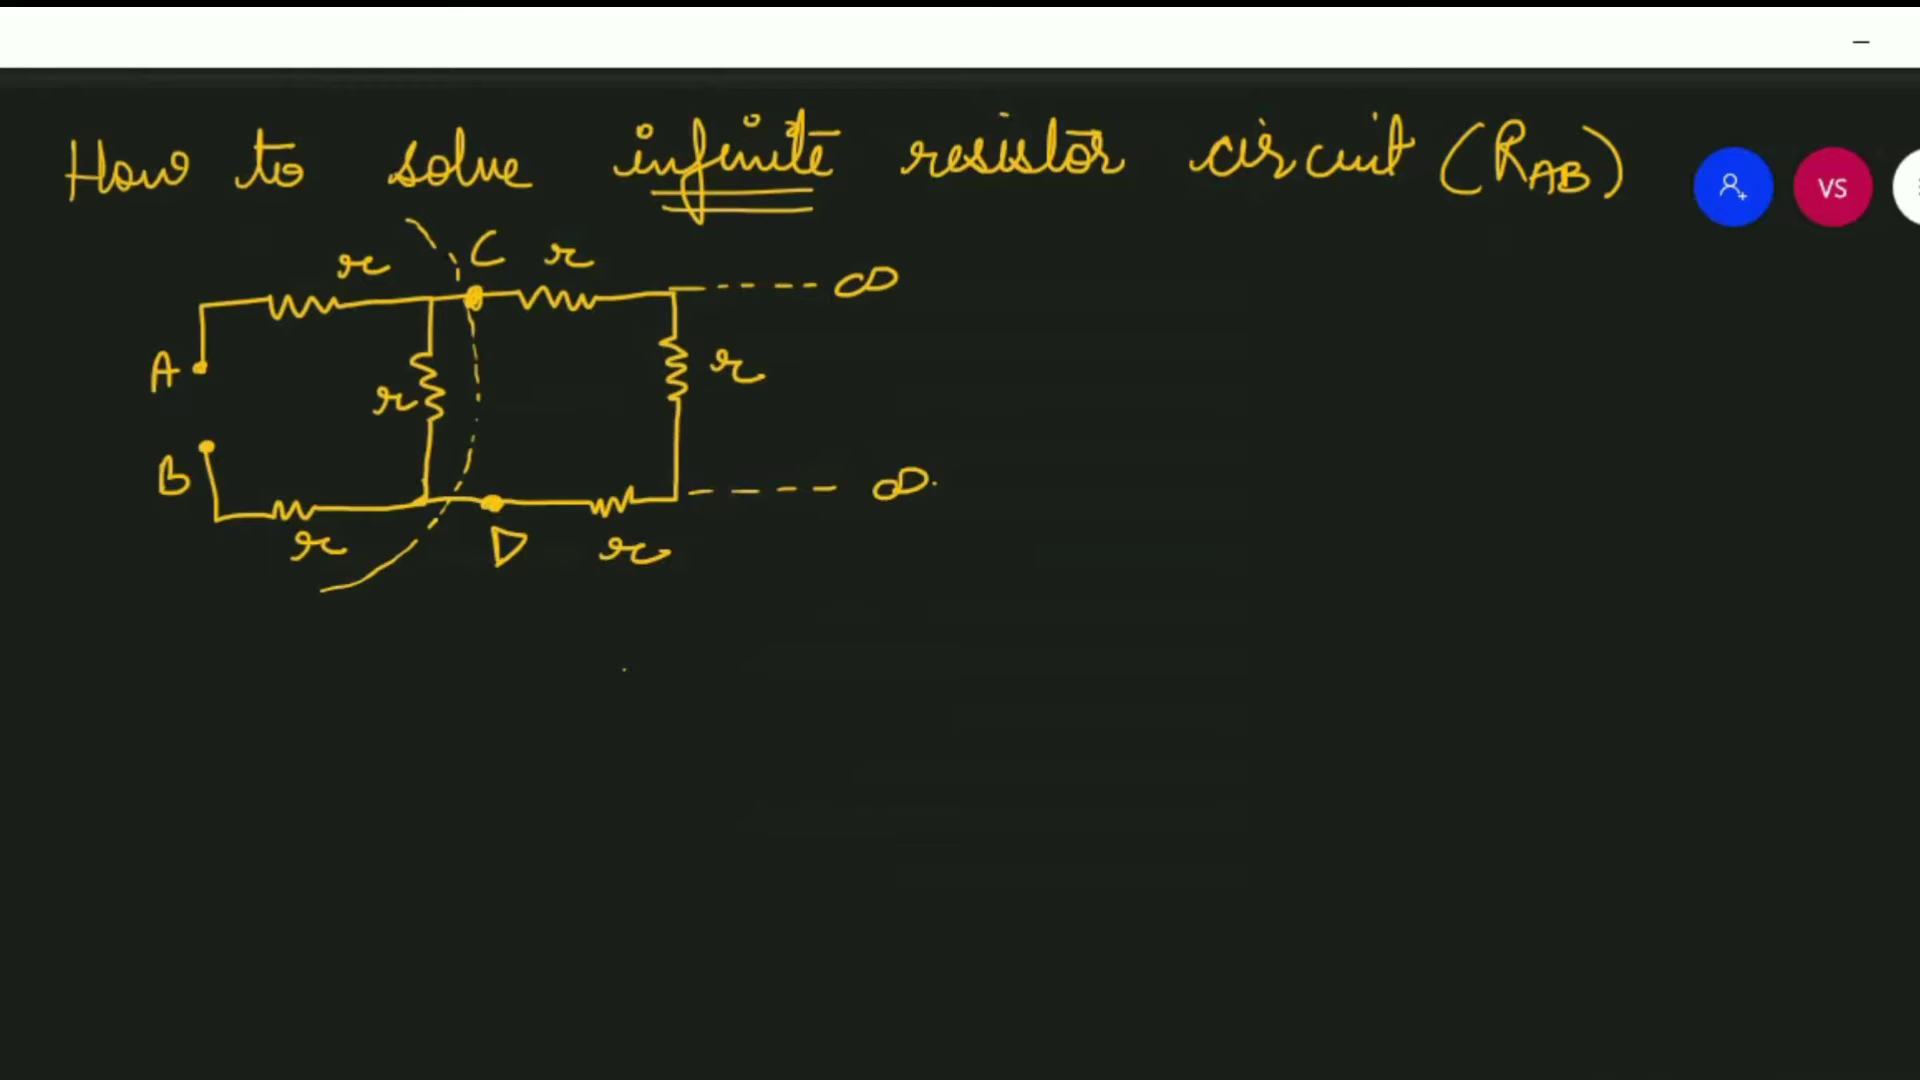 How to solve infinite resistor circuit (RAB)
VS
r C r ∞
A r r
B ∞
r D r